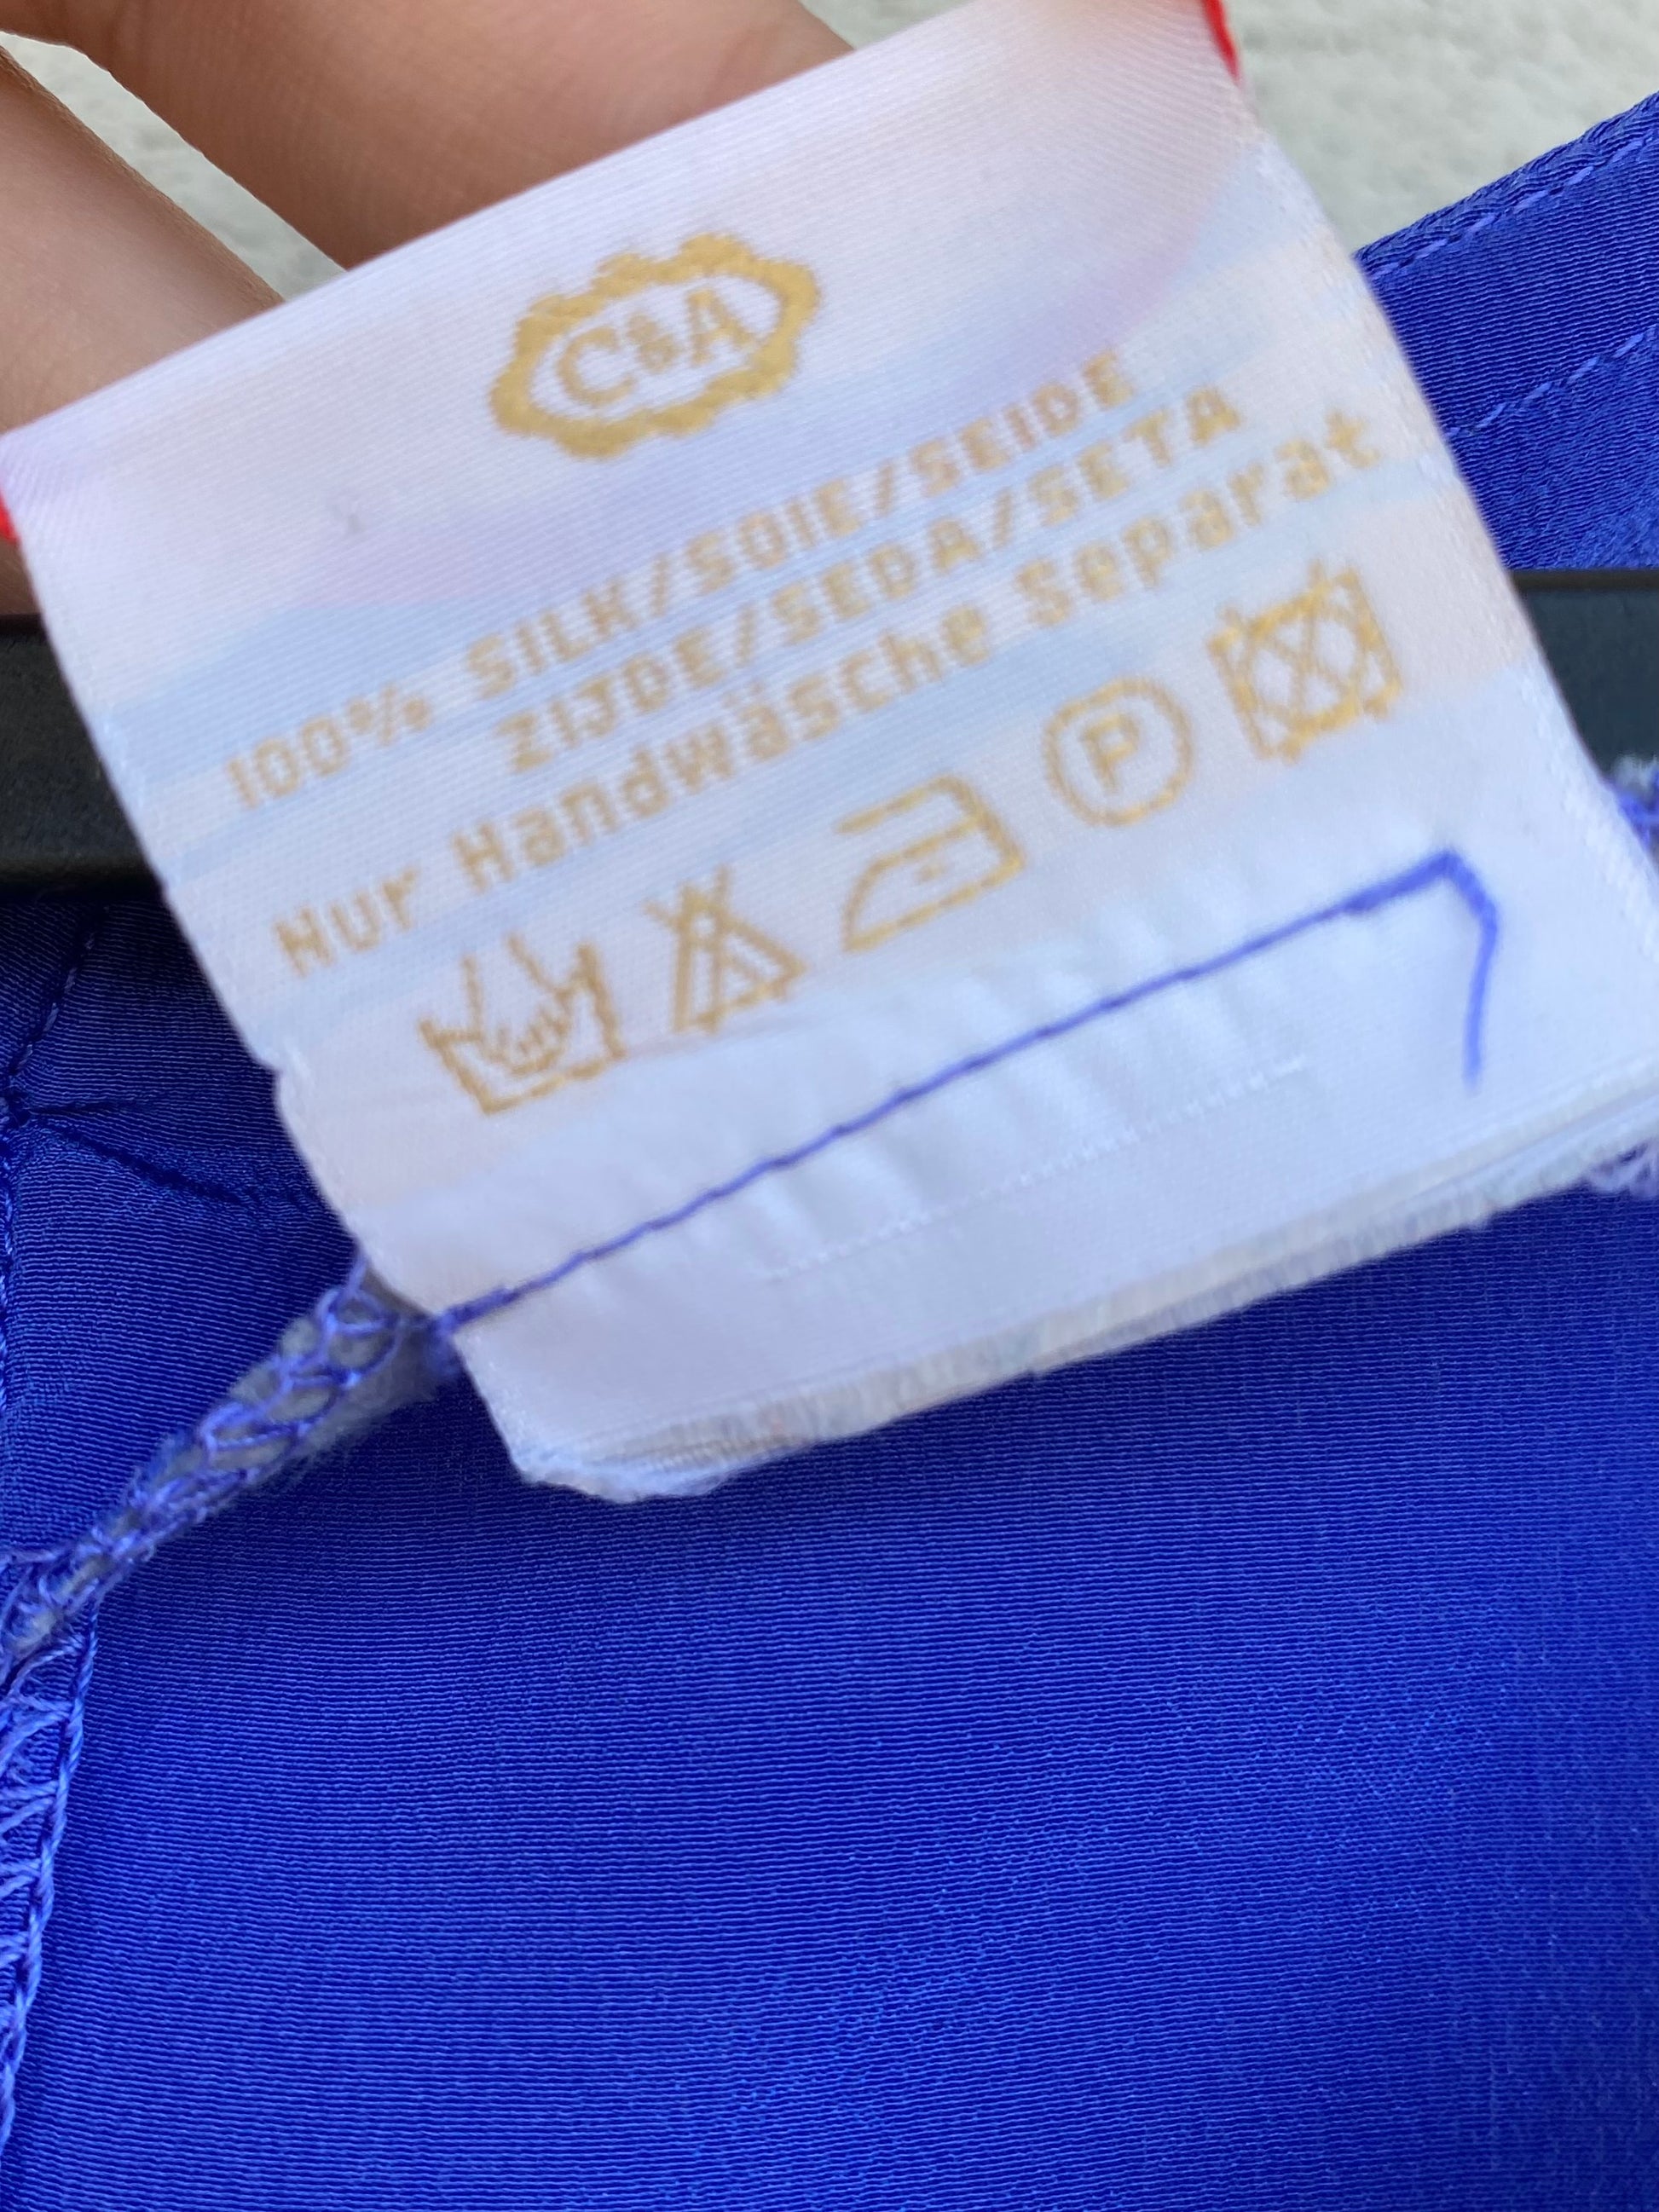 C&A
100% SILK/SOIE/SEIDE
ZIJDE/SEDA/SETA
Nur Handwäsche Separat
P